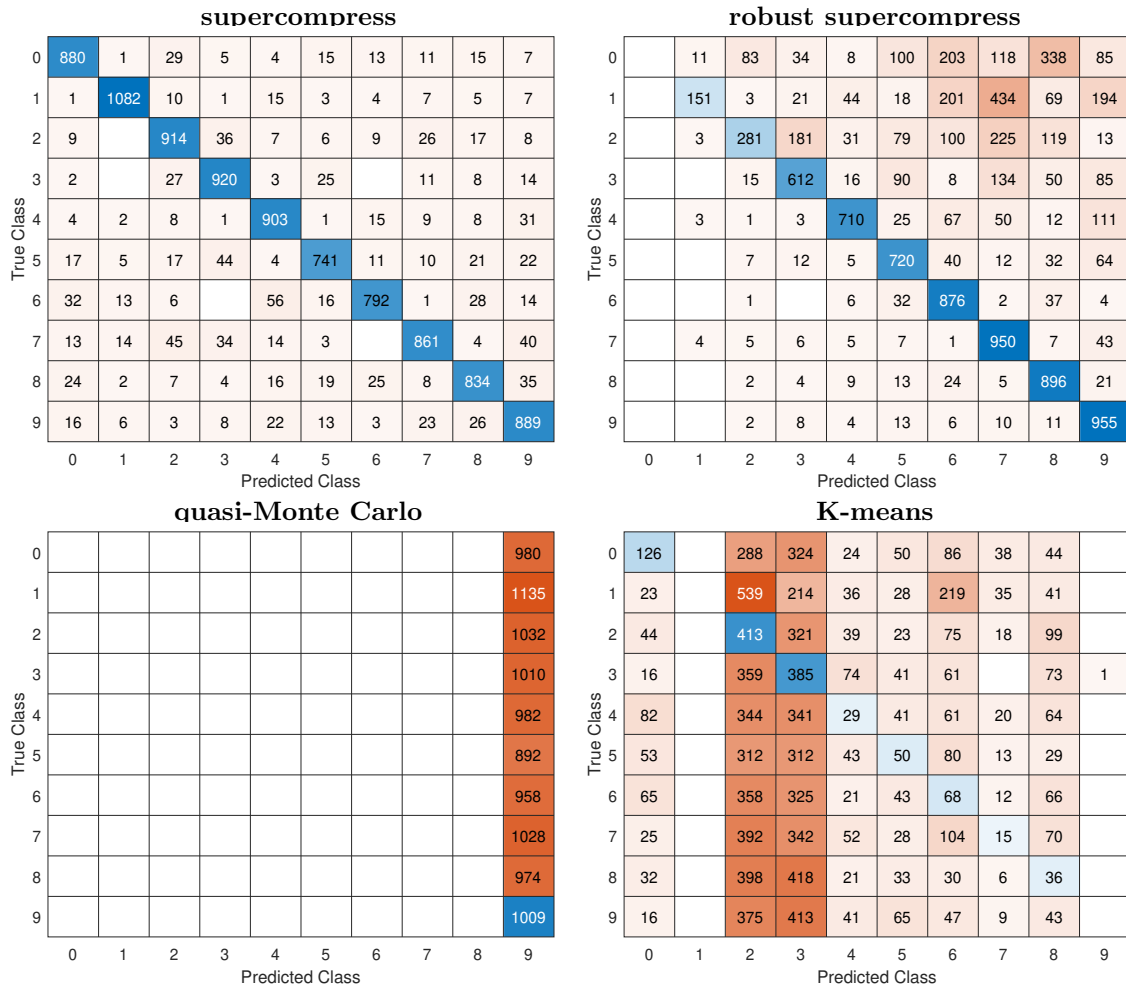 supercompress
0 880 1 29 5 4 15 13 11 15 7
1 1 1082 10 1 15 3 4 7 5 7
2 9 914 36 7 6 9 26 17 8
3 2 27 920 3 25 11 8 14
4 4 2 8 1 903 1 15 9 8 31
5 17 5 17 44 4 741 11 10 21 22
6 32 13 6 56 16 792 1 28 14
7 13 14 45 34 14 3 861 4 40
8 24 2 7 4 16 19 25 8 834 35
9 16 6 3 8 22 13 3 23 26 889
0 1 2 3 4 5 6 7 8 9
Predicted Class
True Class
robust supercompress
0 11 83 34 8 100 203 118 338 85
1 151 3 21 44 18 201 434 69 194
2 3 281 181 31 79 100 225 119 13
3 15 612 16 90 8 134 50 85
4 3 1 3 710 25 67 50 12 111
5 7 12 5 720 40 12 32 64
6 1 6 32 876 2 37 4
7 4 5 6 5 7 1 950 7 43
8 2 4 9 13 24 5 896 21
9 2 8 4 13 6 10 11 955
0 1 2 3 4 5 6 7 8 9
Predicted Class
True Class
quasi-Monte Carlo
0 980
1 1135
2 1032
3 1010
4 982
5 892
6 958
7 1028
8 974
9 1009
0 1 2 3 4 5 6 7 8 9
Predicted Class
True Class
K-means
0 126 288 324 24 50 86 38 44
1 23 539 214 36 28 219 35 41
2 44 413 321 39 23 75 18 99
3 16 359 385 74 41 61 73 1
4 82 344 341 29 41 61 20 64
5 53 312 312 43 50 80 13 29
6 65 358 325 21 43 68 12 66
7 25 392 342 52 28 104 15 70
8 32 398 418 21 33 30 6 36
9 16 375 413 41 65 47 9 43
0 1 2 3 4 5 6 7 8 9
Predicted Class
True Class